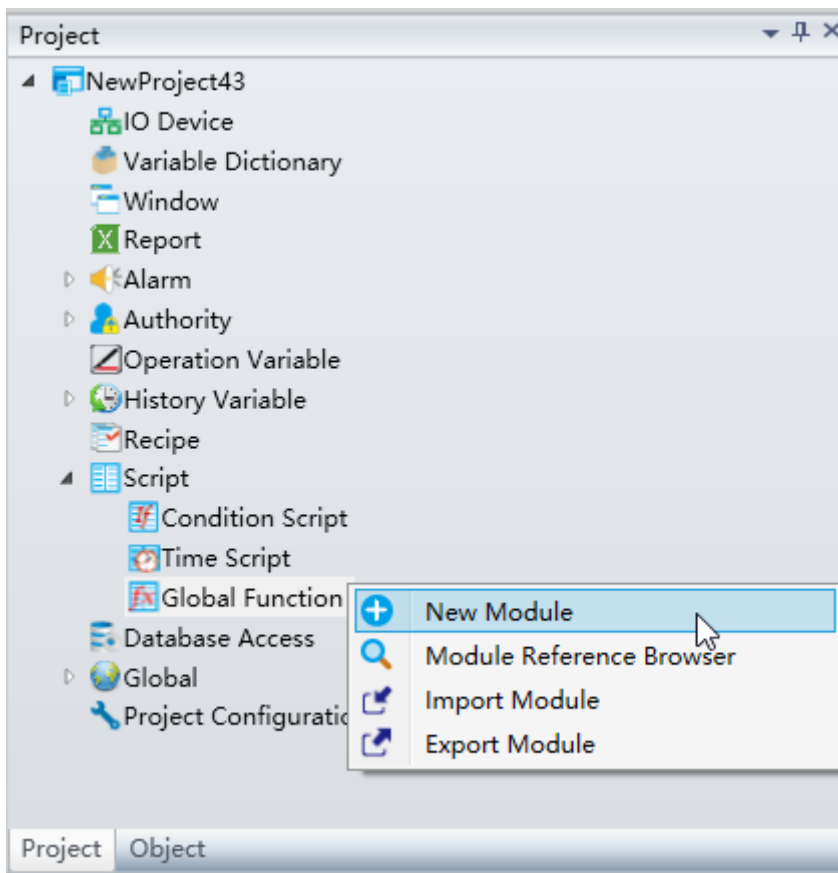 Project
NewProject43
IO Device
Variable Dictionary
Window
Report
Alarm
Authority
Operation Variable
History Variable
Recipe
Script
Condition Script
Time Script
Global Function
New Module
Module Reference Browser
Import Module
Export Module
Database Access
Global
Project Configuratio
Project Object